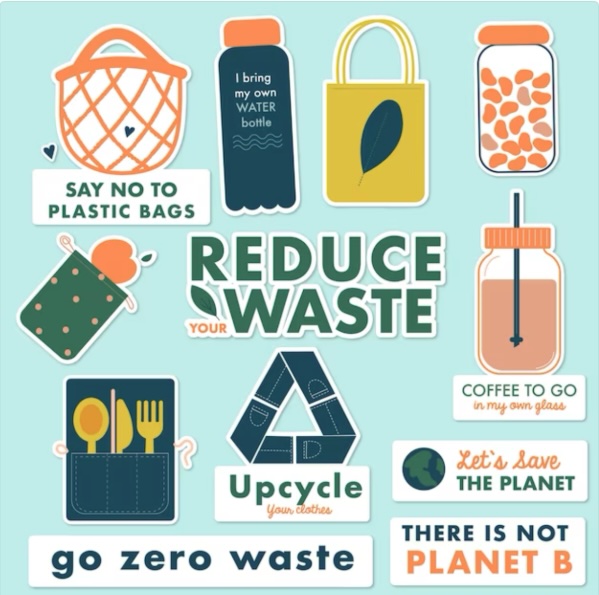 I bring
my own
WATER
bottle
SAY NO TO
PLASTIC BAGS
REDUCE
YOUR WASTE
COFFEE TO GO
in my own glass
Upcycle
Your clothes
Let's Save
THE PLANET
THERE IS NOT
PLANET B
go zero waste